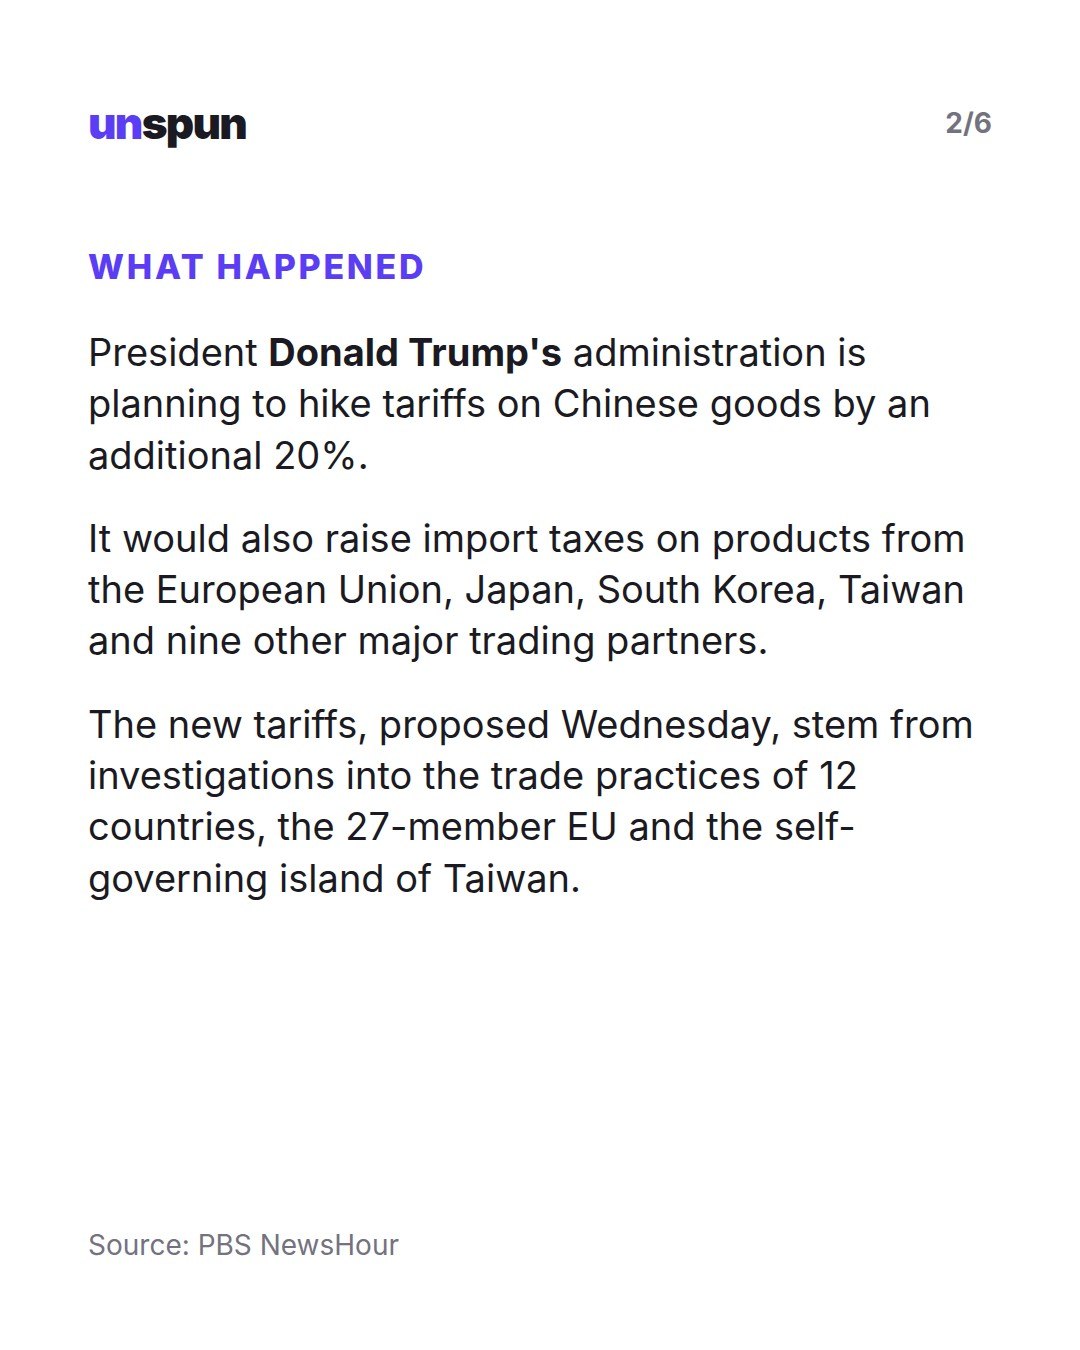 unspun
2/6
WHAT HAPPENED
President Donald Trump's administration is
planning to hike tariffs on Chinese goods by an
additional 20%.
It would also raise import taxes on products from
the European Union, Japan, South Korea, Taiwan
and nine other major trading partners.
The new tariffs, proposed Wednesday, stem from
investigations into the trade practices of 12
countries, the 27-member EU and the self-
governing island of Taiwan.
Source: PBS NewsHour